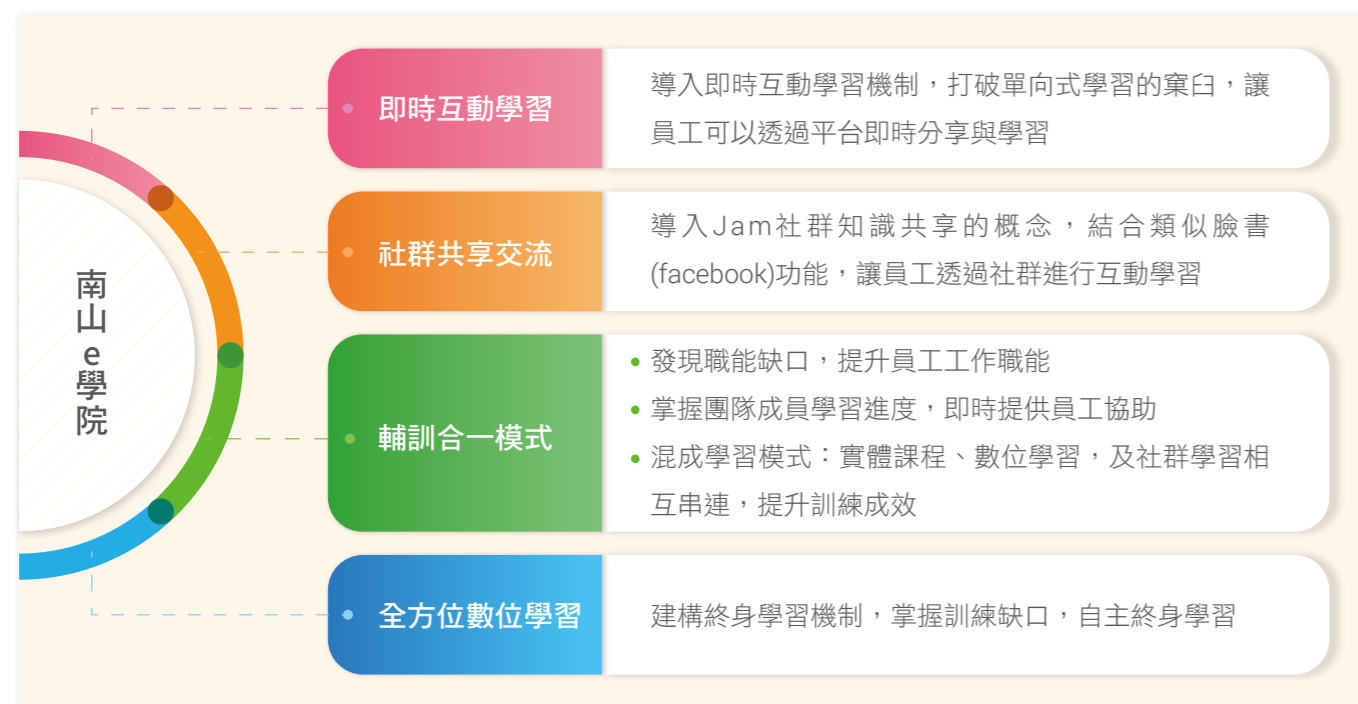 南山e學院
即時互動學習
導入即時互動學習機制，打破單向式學習的窠臼，讓
員工可以透過平台即時分享與學習
社群共享交流
導入Jam社群知識共享的概念，結合類似臉書
(facebook)功能，讓員工透過社群進行互動學習
輔訓合一模式
• 發現職能缺口，提升員工工作職能
• 掌握團隊成員學習進度，即時提供員工協助
• 混成學習模式：實體課程、數位學習，及社群學習相
互串連，提升訓練成效
全方位數位學習
建構終身學習機制，掌握訓練缺口，自主終身學習